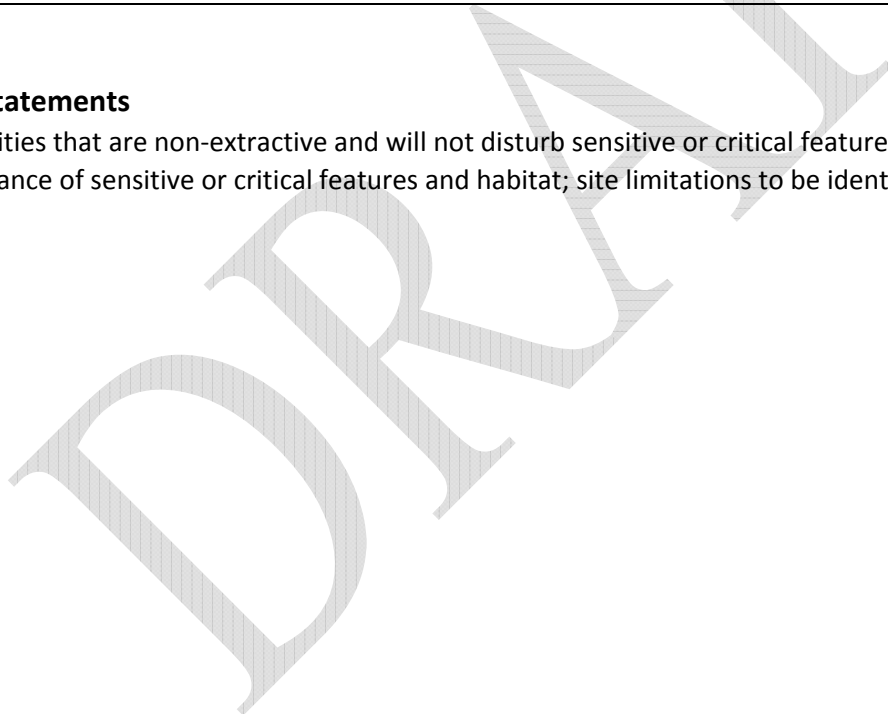 tatements
ities that are non-extractive and will not disturb sensitive or critical feature
ance of sensitive or critical features and habitat; site limitations to be ident
DRAF